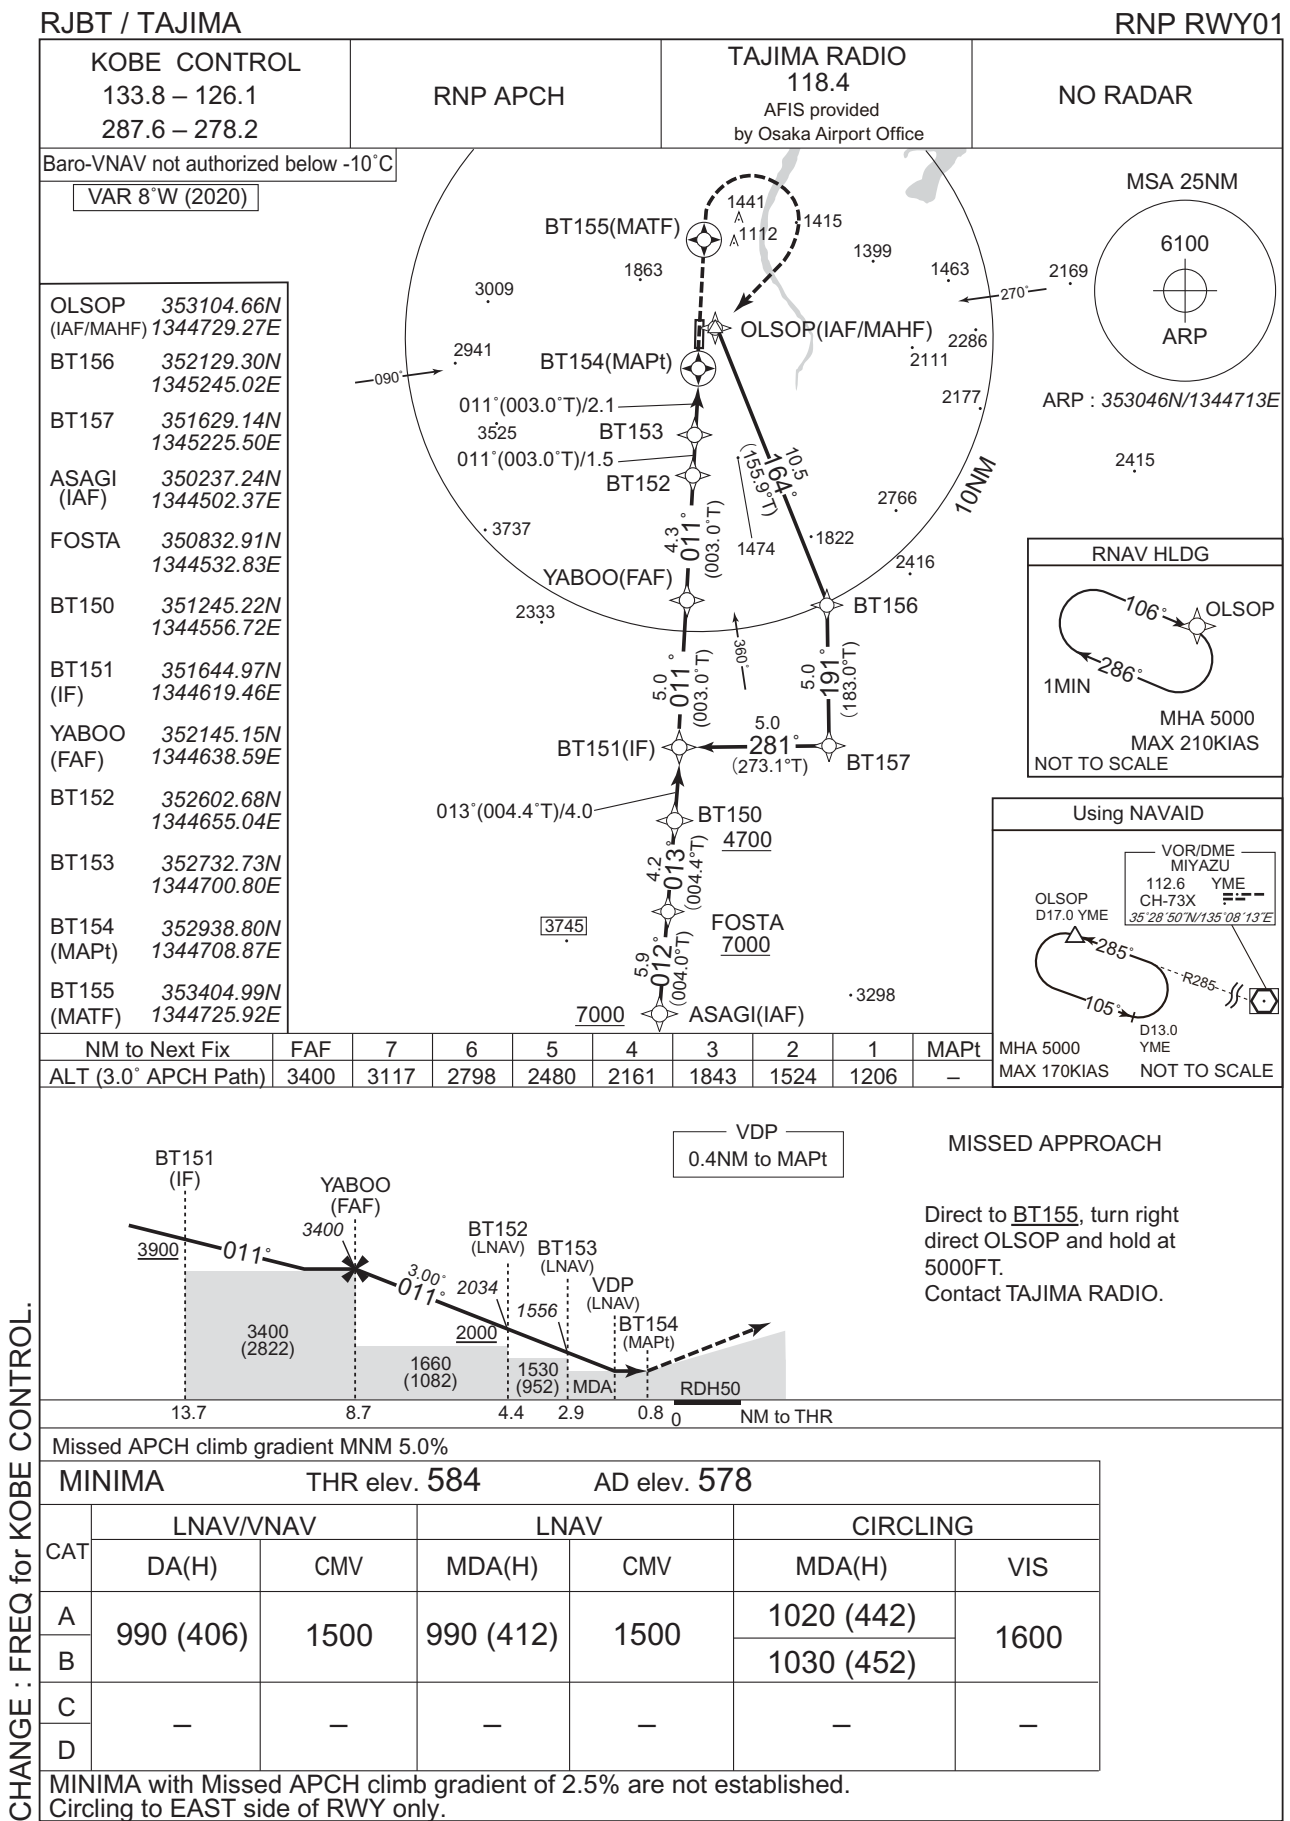 RJBT / TAJIMA
RNP RWY01
KOBE CONTROL
133.8 – 126.1
287.6 – 278.2
RNP APCH
TAJIMA RADIO
118.4
AFIS provided
by Osaka Airport Office
NO RADAR
Baro-VNAV not authorized below -10˚C
VAR 8˚W (2020)
OLSOP 353104.66N
(IAF/MAHF) 1344729.27E
BT156 352129.30N
1345245.02E
BT157 351629.14N
1345225.50E
ASAGI 350237.24N
(IAF) 1344502.37E
FOSTA 350832.91N
1344532.83E
BT150 351245.22N
1344556.72E
BT151 351644.97N
(IF) 1344619.46E
YABOO 352145.15N
(FAF) 1344638.59E
BT152 352602.68N
1344655.04E
BT153 352732.73N
1344700.80E
BT154 352938.80N
(MAPt) 1344708.87E
BT155 353404.99N
(MATF) 1344725.92E
BT155(MATF)
1441
1112
1415
1399
1463
2169
1863
3009
270˚
OLSOP(IAF/MAHF)
2286
2111
2941
090˚
BT154(MAPt)
2177
011˚(003.0˚T)/2.1
3525
BT153
011˚(003.0˚T)/1.5
BT152
10.5
164˚
(155.9˚T)
10NM
2766
3737
4.3
011˚
(003.0˚T)
1474
1822
2416
YABOO(FAF)
BT156
2333
360˚
5.0
011˚
(003.0˚T)
5.0
191˚
(183.0˚T)
BT151(IF)
5.0
281˚
(273.1˚T)
BT157
013˚(004.4˚T)/4.0
BT150
4700
4.2
013˚
(004.4˚T)
3745
FOSTA
7000
5.9
012˚
(004.0˚T)
3298
7000
ASAGI(IAF)
MSA 25NM
6100
ARP
ARP : 353046N/1344713E
2415
RNAV HLDG
106˚
OLSOP
286˚
1MIN
MHA 5000
MAX 210KIAS
NOT TO SCALE
Using NAVAID
VOR/DME
MIYAZU
112.6 YME
CH-73X
35˚28´50˝N/135˚08´13˝E
OLSOP
D17.0 YME
285˚
R285
105˚
D13.0
YME
MHA 5000
MAX 170KIAS NOT TO SCALE
NM to Next Fix FAF 7 6 5 4 3 2 1 MAPt
ALT (3.0˚ APCH Path) 3400 3117 2798 2480 2161 1843 1524 1206 –
VDP
0.4NM to MAPt
MISSED APPROACH
Direct to BT155, turn right
direct OLSOP and hold at
5000FT.
Contact TAJIMA RADIO.
BT151
(IF)
YABOO
(FAF)
3400
BT152
(LNAV)
BT153
(LNAV)
VDP
(LNAV)
BT154
(MAPt)
3900
011˚
3.00˚
011˚
2034
1556
2000
3400
(2822)
1660
(1082)
1530
(952)
MDA
RDH50
13.7 8.7 4.4 2.9 0.8 0 NM to THR
Missed APCH climb gradient MNM 5.0%
MINIMA THR elev. 584 AD elev. 578
CAT LNAV/VNAV LNAV CIRCLING
DA(H) CMV MDA(H) CMV MDA(H) VIS
A 990 (406) 1500 990 (412) 1500 1020 (442) 1600
B 1030 (452)
C – – – – – –
D
MINIMA with Missed APCH climb gradient of 2.5% are not established.
Circling to EAST side of RWY only.
CHANGE : FREQ for KOBE CONTROL.